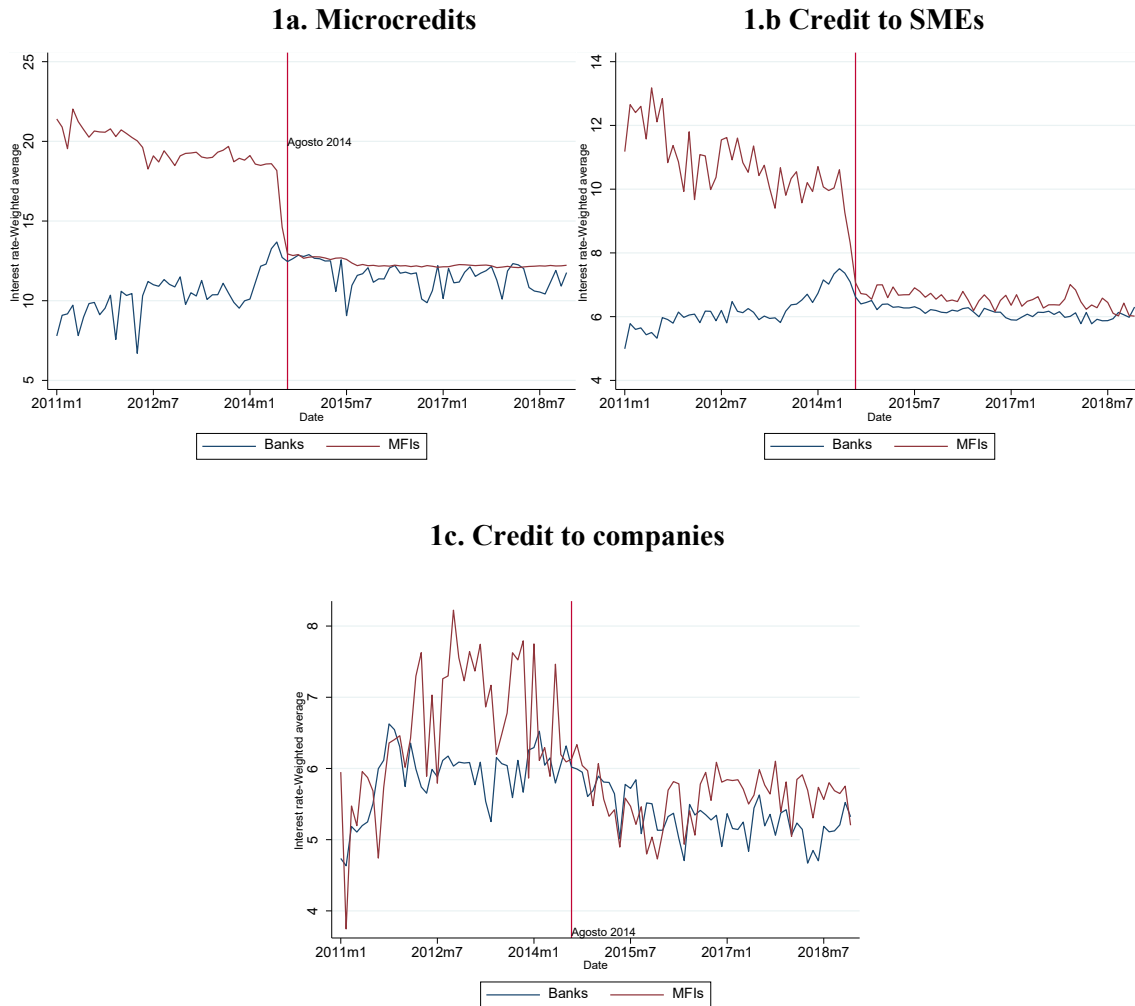 1a. Microcredits
Interest rate-Weighted average
25
20
15
10
5
Agosto 2014
2011m1 2012m7 2014m1 2015m7 2017m1 2018m7
Date
Banks MFIs
1.b Credit to SMEs
Interest rate-Weighted average
14
12
10
8
6
4
2011m1 2012m7 2014m1 2015m7 2017m1 2018m7
Date
Banks MFIs
1c. Credit to companies
Interest rate-Weighted average
8
7
6
5
4
Agosto 2014
2011m1 2012m7 2014m1 2015m7 2017m1 2018m7
Date
Banks MFIs